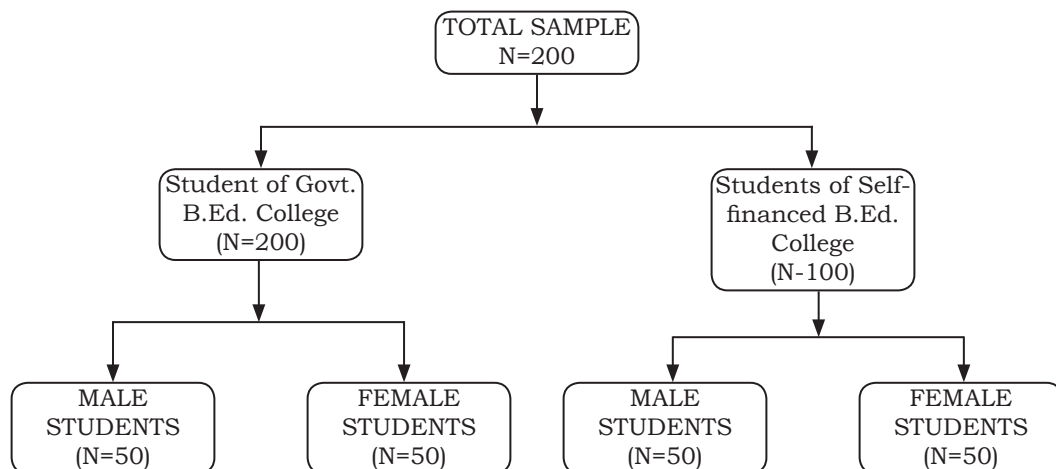 TOTAL SAMPLE
N=200
Student of Govt.
B.Ed. College
(N=200)
Students of Self-
financed B.Ed.
College
(N-100)
MALE
STUDENTS
(N=50)
FEMALE
STUDENTS
(N=50)
MALE
STUDENTS
(N=50)
FEMALE
STUDENTS
(N=50)